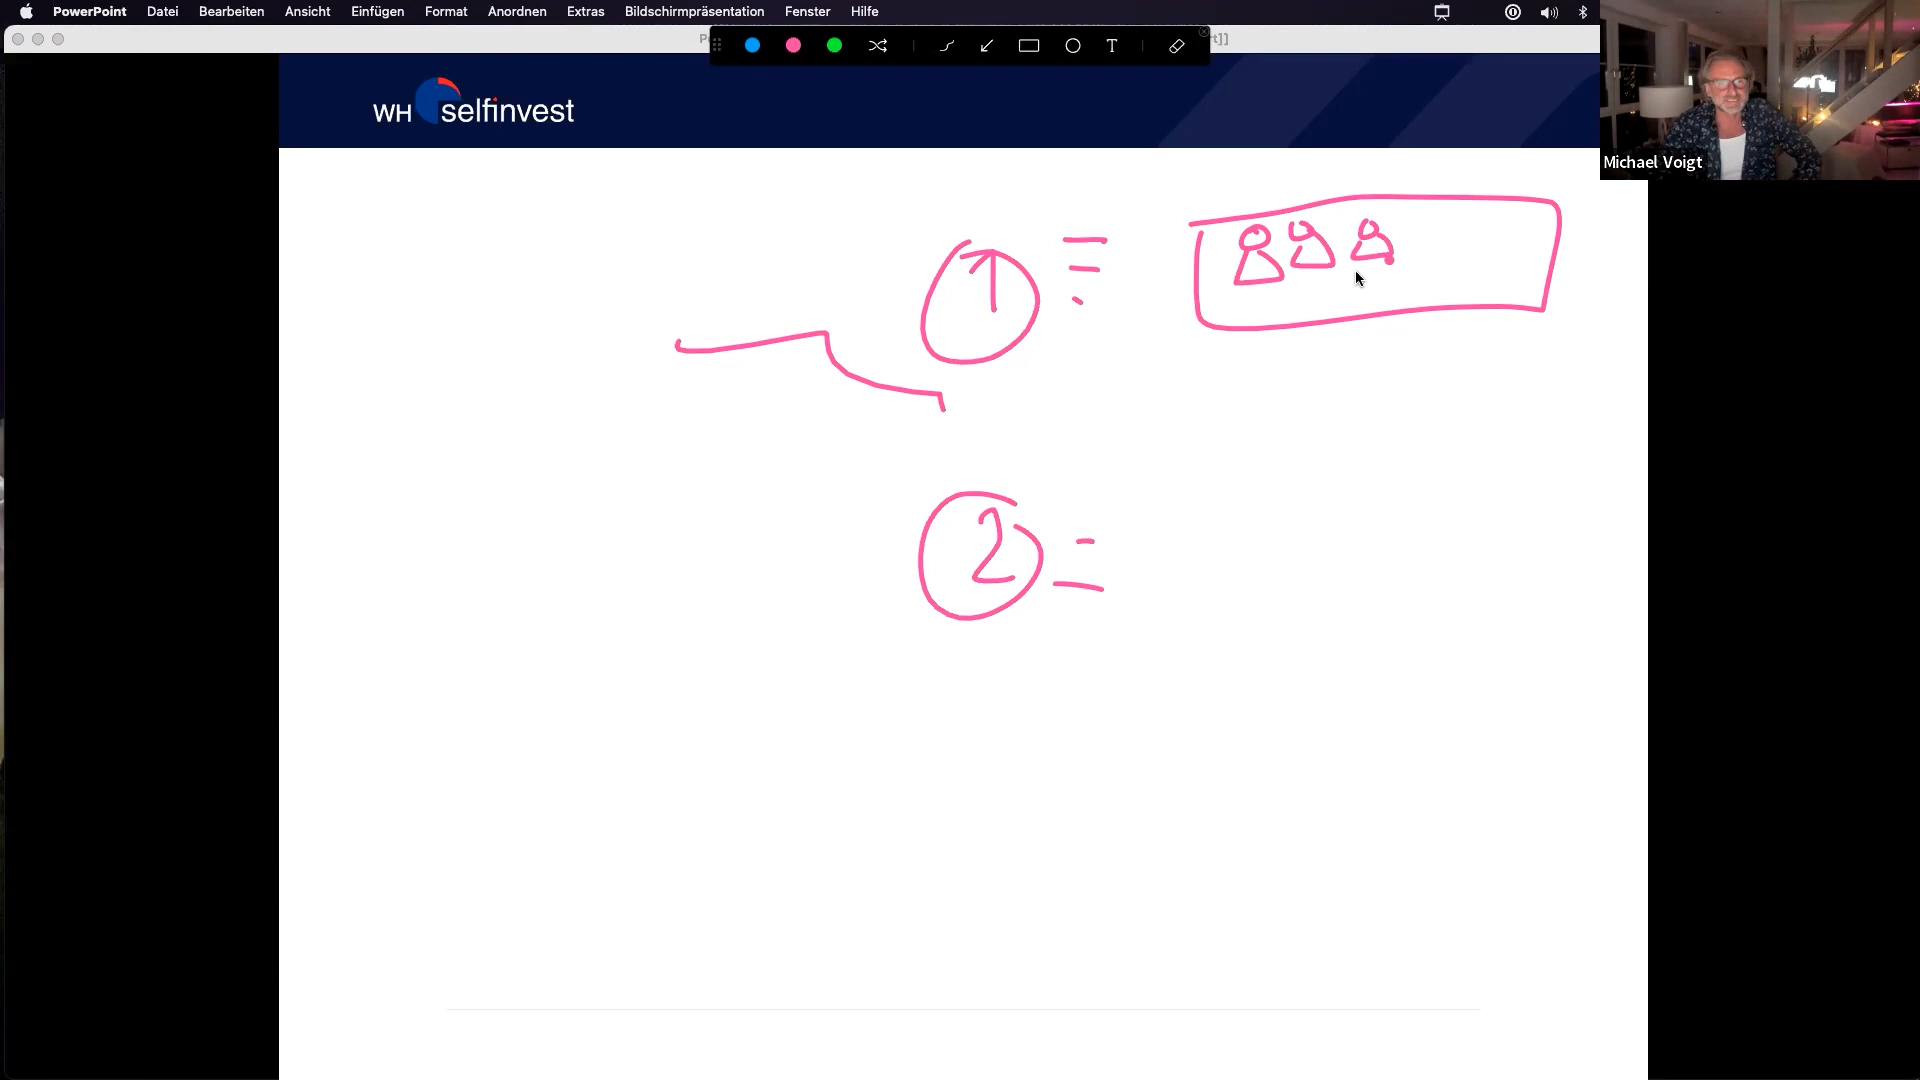 PowerPoint Datei Bearbeiten Ansicht Einfügen Format Anordnen Extras Bildschirmpräsentation Fenster Hilfe
T
WH selfinvest
Michael Voigt
1
2 =